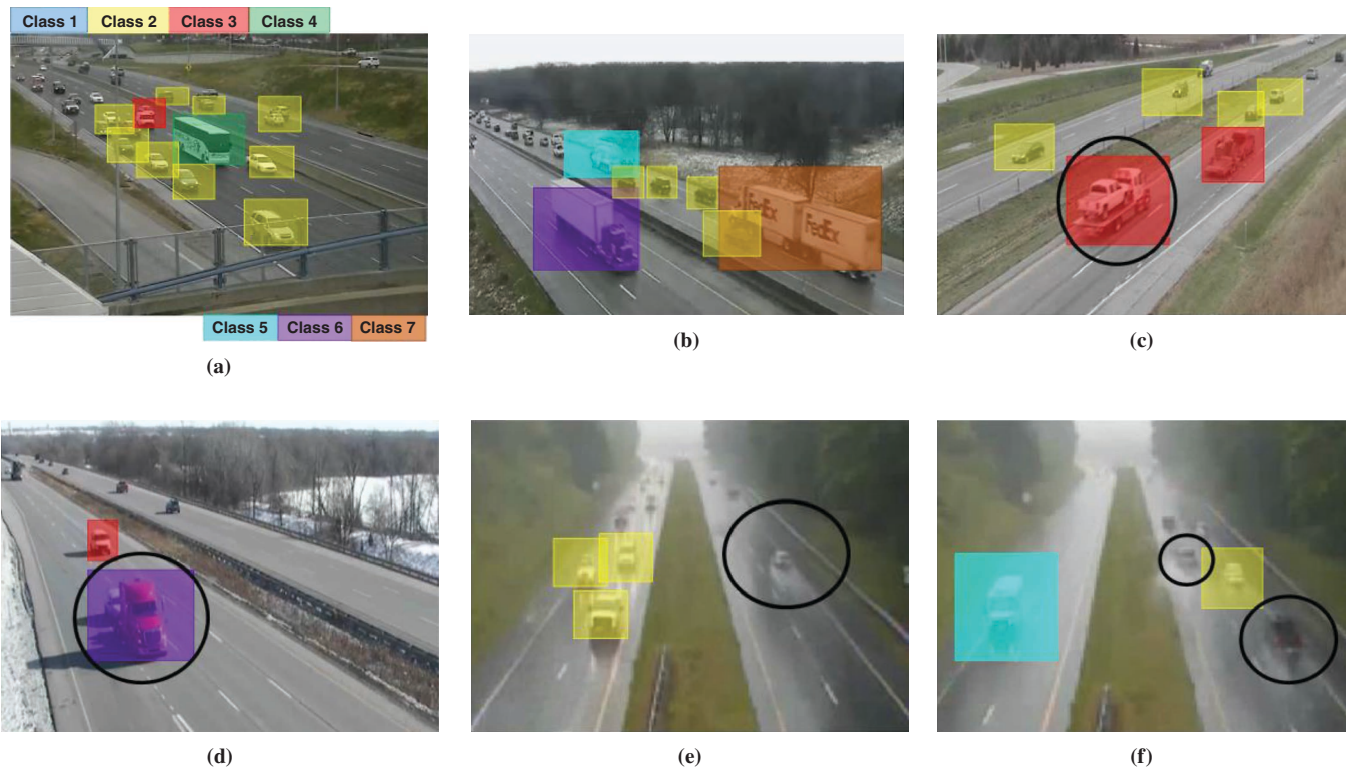 Class 1 Class 2 Class 3 Class 4
FedEx
FedEx
Class 5 Class 6 Class 7
(a)
(b)
(c)
(d)
(e)
(f)